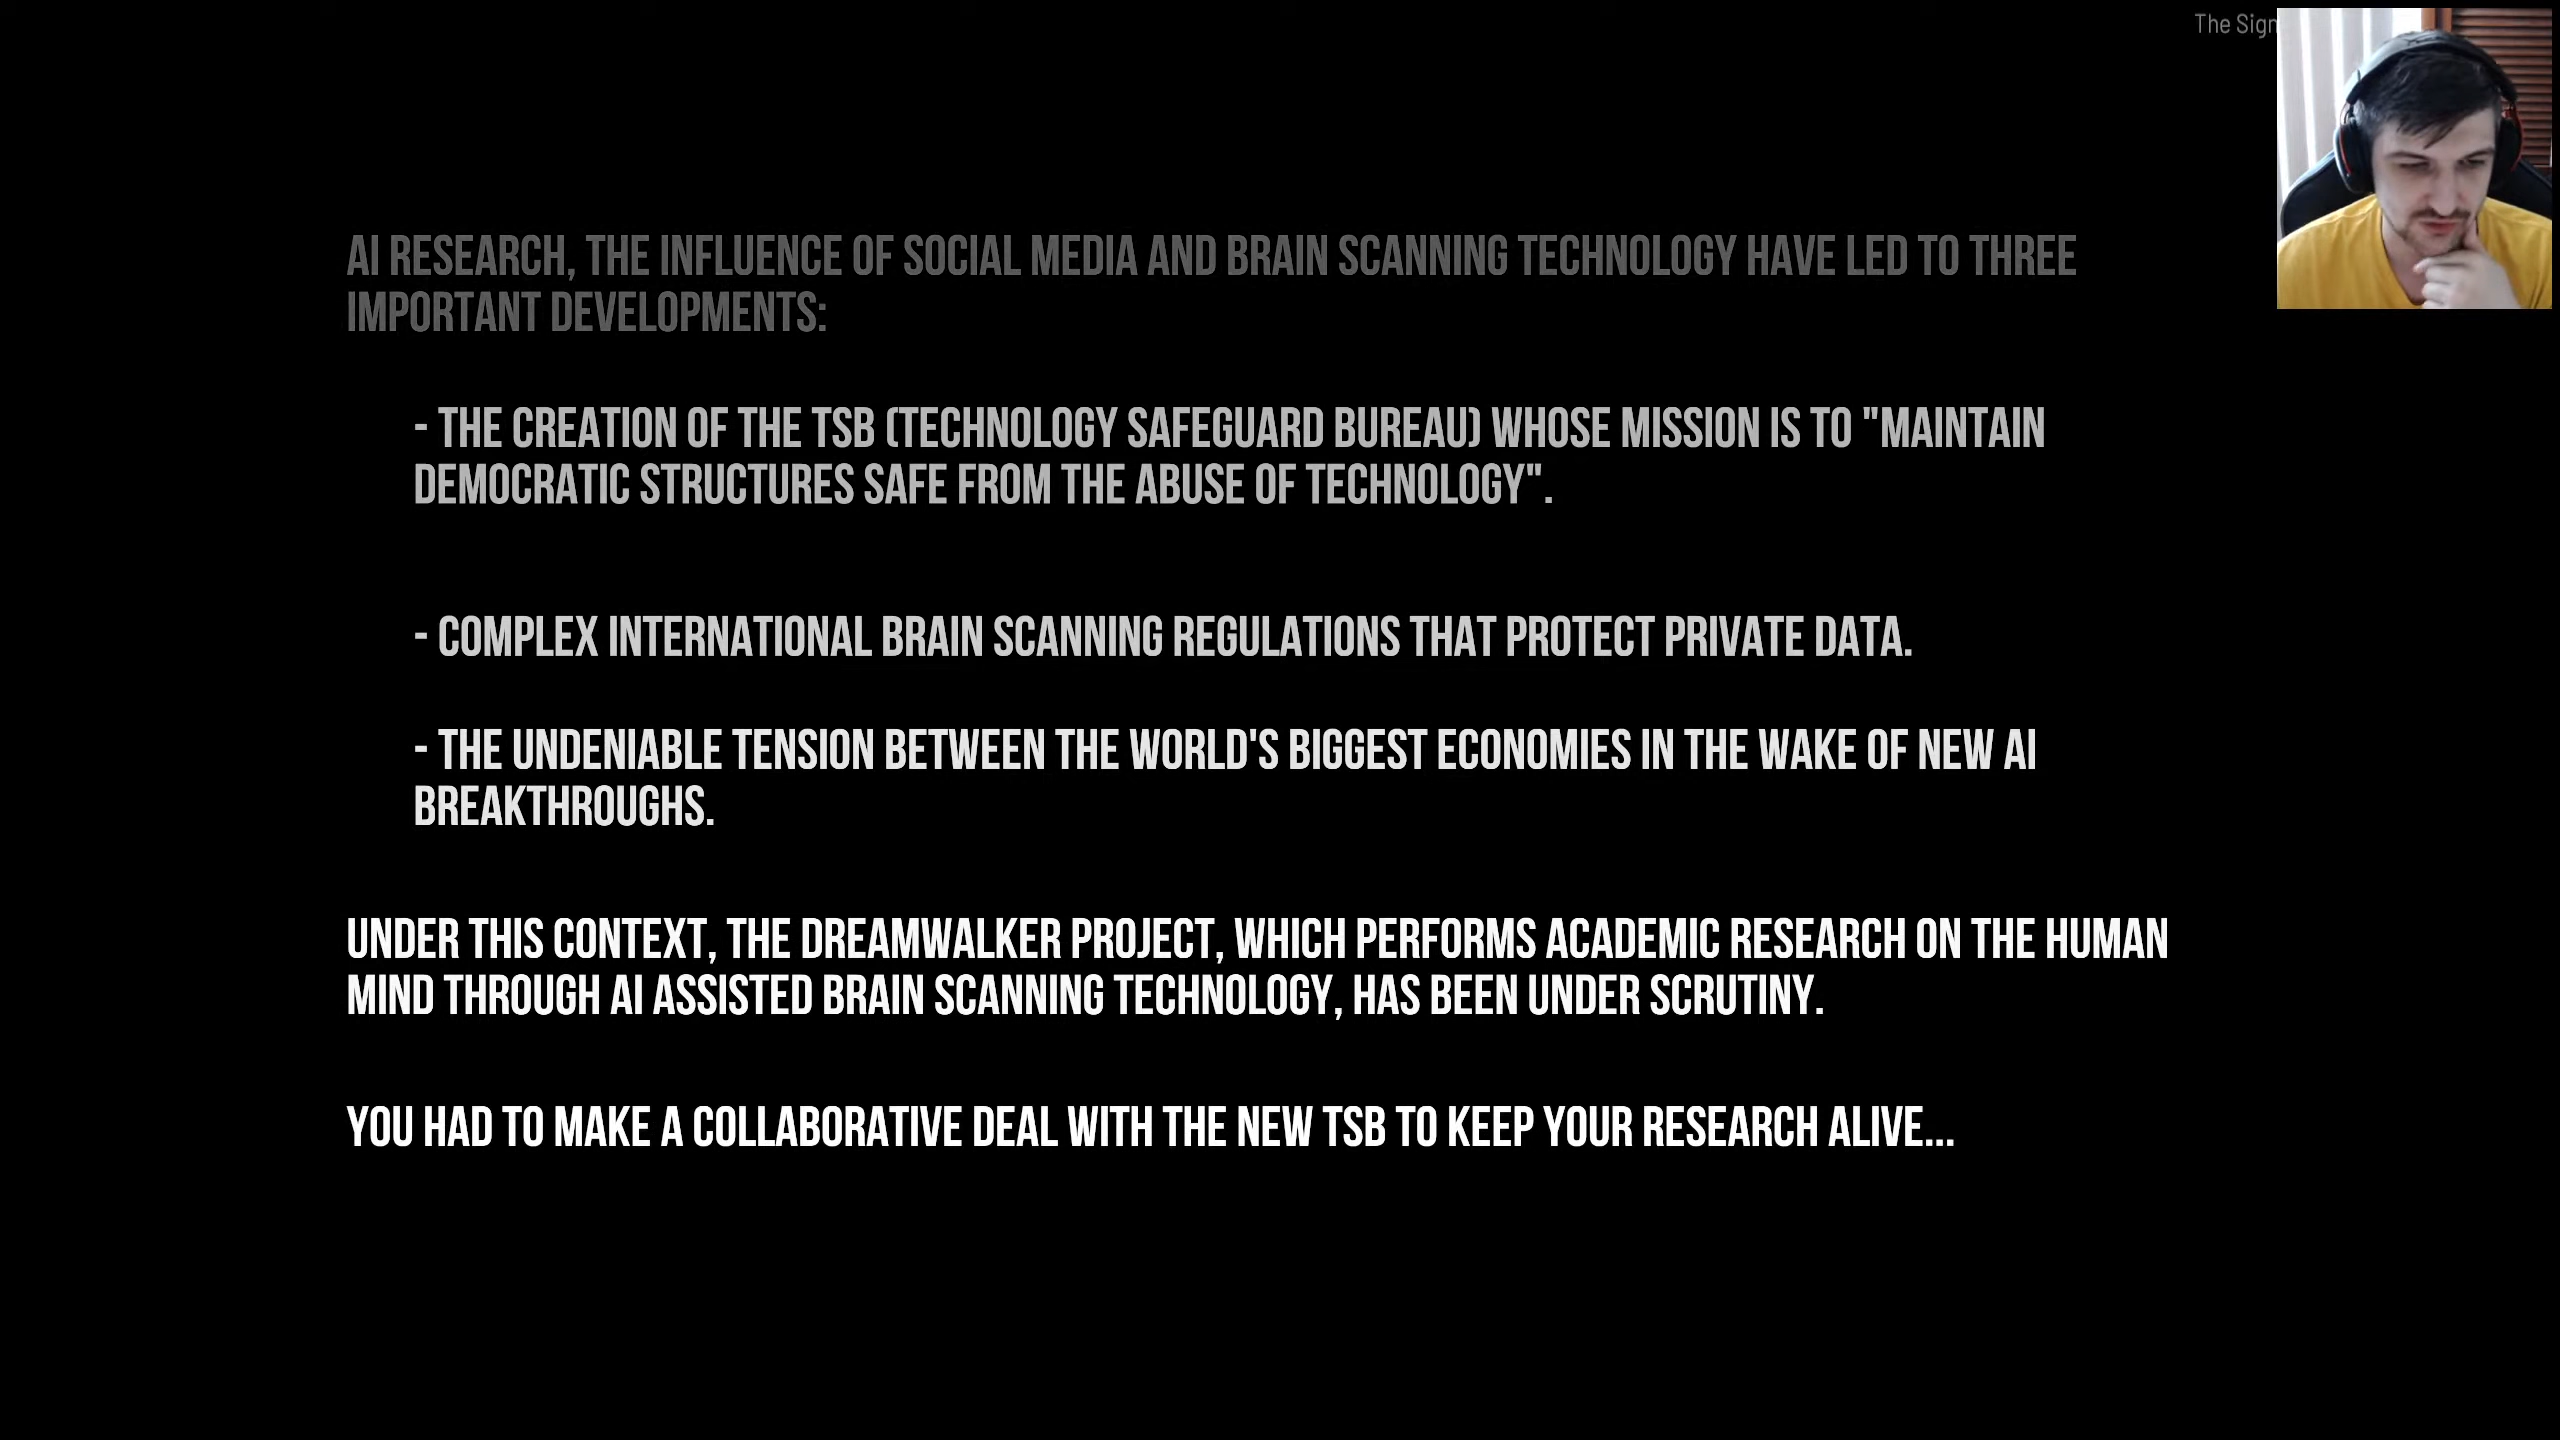 The Sign
AI RESEARCH, THE INFLUENCE OF SOCIAL MEDIA AND BRAIN SCANNING TECHNOLOGY HAVE LED TO THREE
IMPORTANT DEVELOPMENTS:
- THE CREATION OF THE TSB (TECHNOLOGY SAFEGUARD BUREAU) WHOSE MISSION IS TO "MAINTAIN
DEMOCRATIC STRUCTURES SAFE FROM THE ABUSE OF TECHNOLOGY".
- COMPLEX INTERNATIONAL BRAIN SCANNING REGULATIONS THAT PROTECT PRIVATE DATA.
- THE UNDENIABLE TENSION BETWEEN THE WORLD'S BIGGEST ECONOMIES IN THE WAKE OF NEW AI
BREAKTHROUGHS.
UNDER THIS CONTEXT, THE DREAMWALKER PROJECT, WHICH PERFORMS ACADEMIC RESEARCH ON THE HUMAN
MIND THROUGH AI ASSISTED BRAIN SCANNING TECHNOLOGY, HAS BEEN UNDER SCRUTINY.
YOU HAD TO MAKE A COLLABORATIVE DEAL WITH THE NEW TSB TO KEEP YOUR RESEARCH ALIVE...